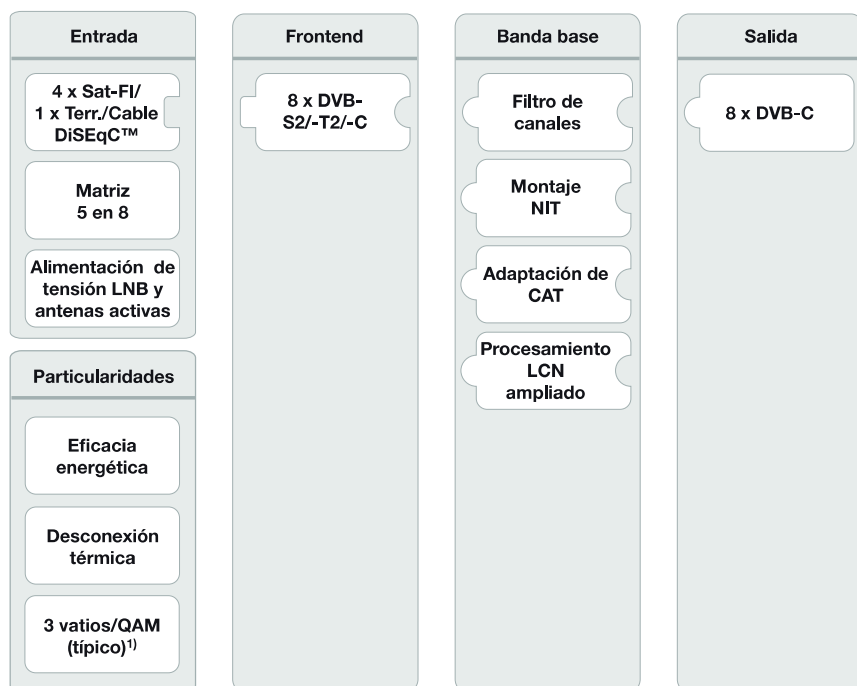 Entrada
4 x Sat-FI/
1 x Terr./Cable
DiSEqC™
Matriz
5 en 8
Alimentación de
tensión LNB y
antenas activas
Particularidades
Eficacia
energética
Desconexión
térmica
3 vatios/QAM
(típico)1)
Frontend
8 x DVB-
S2/-T2/-C
Banda base
Filtro de
canales
Montaje
NIT
Adaptación de
CAT
Procesamiento
LCN
ampliado
Salida
8 x DVB-C